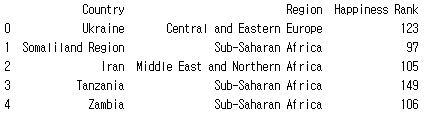 Country Region Happiness Rank
0 Ukraine Central and Eastern Europe 123
1 Somaliland Region Sub-Saharan Africa 97
2 Iran Middle East and Northern Africa 105
3 Tanzania Sub-Saharan Africa 149
4 Zambia Sub-Saharan Africa 106